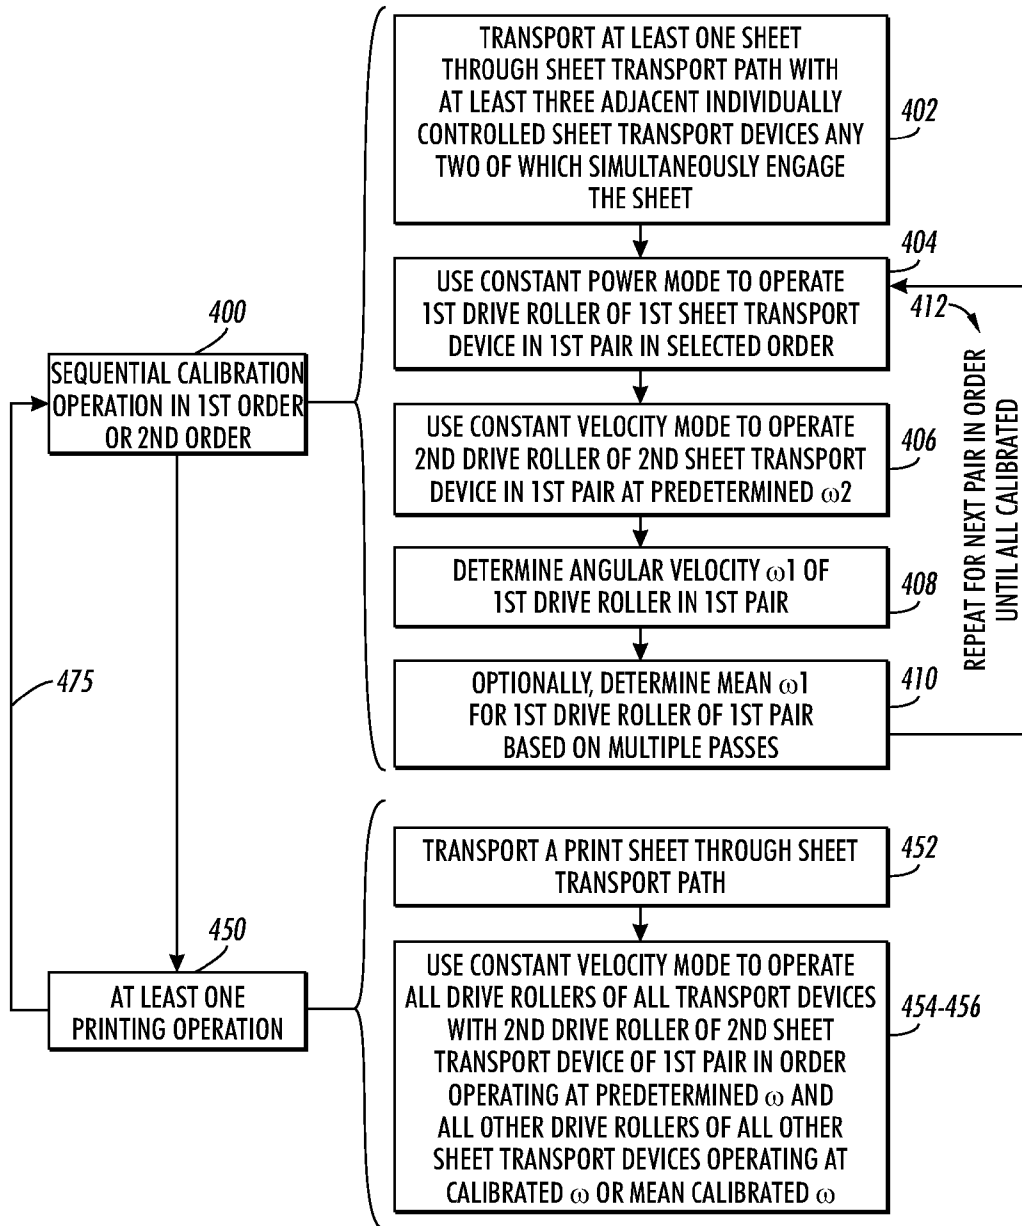 TRANSPORT AT LEAST ONE SHEET
THROUGH SHEET TRANSPORT PATH WITH
AT LEAST THREE ADJACENT INDIVIDUALLY
CONTROLLED SHEET TRANSPORT DEVICES ANY
TWO OF WHICH SIMULTANEOUSLY ENGAGE
THE SHEET
402
404
USE CONSTANT POWER MODE TO OPERATE
1ST DRIVE ROLLER OF 1ST SHEET TRANSPORT
DEVICE IN 1ST PAIR IN SELECTED ORDER
412
REPEAT FOR NEXT PAIR IN ORDER
UNTIL ALL CALIBRATED
400
SEQUENTIAL CALIBRATION
OPERATION IN 1ST ORDER
OR 2ND ORDER
USE CONSTANT VELOCITY MODE TO OPERATE
2ND DRIVE ROLLER OF 2ND SHEET TRANSPORT
DEVICE IN 1ST PAIR AT PREDETERMINED ω2
406
DETERMINE ANGULAR VELOCITY ω1 OF
1ST DRIVE ROLLER IN 1ST PAIR
408
475
OPTIONALLY, DETERMINE MEAN ω1
FOR 1ST DRIVE ROLLER OF 1ST PAIR
BASED ON MULTIPLE PASSES
410
TRANSPORT A PRINT SHEET THROUGH SHEET
TRANSPORT PATH
452
450
AT LEAST ONE
PRINTING OPERATION
USE CONSTANT VELOCITY MODE TO OPERATE
ALL DRIVE ROLLERS OF ALL TRANSPORT DEVICES
WITH 2ND DRIVE ROLLER OF 2ND SHEET
TRANSPORT DEVICE OF 1ST PAIR IN ORDER
OPERATING AT PREDETERMINED ω AND
ALL OTHER DRIVE ROLLERS OF ALL OTHER
SHEET TRANSPORT DEVICES OPERATING AT
CALIBRATED ω OR MEAN CALIBRATED ω
454-456